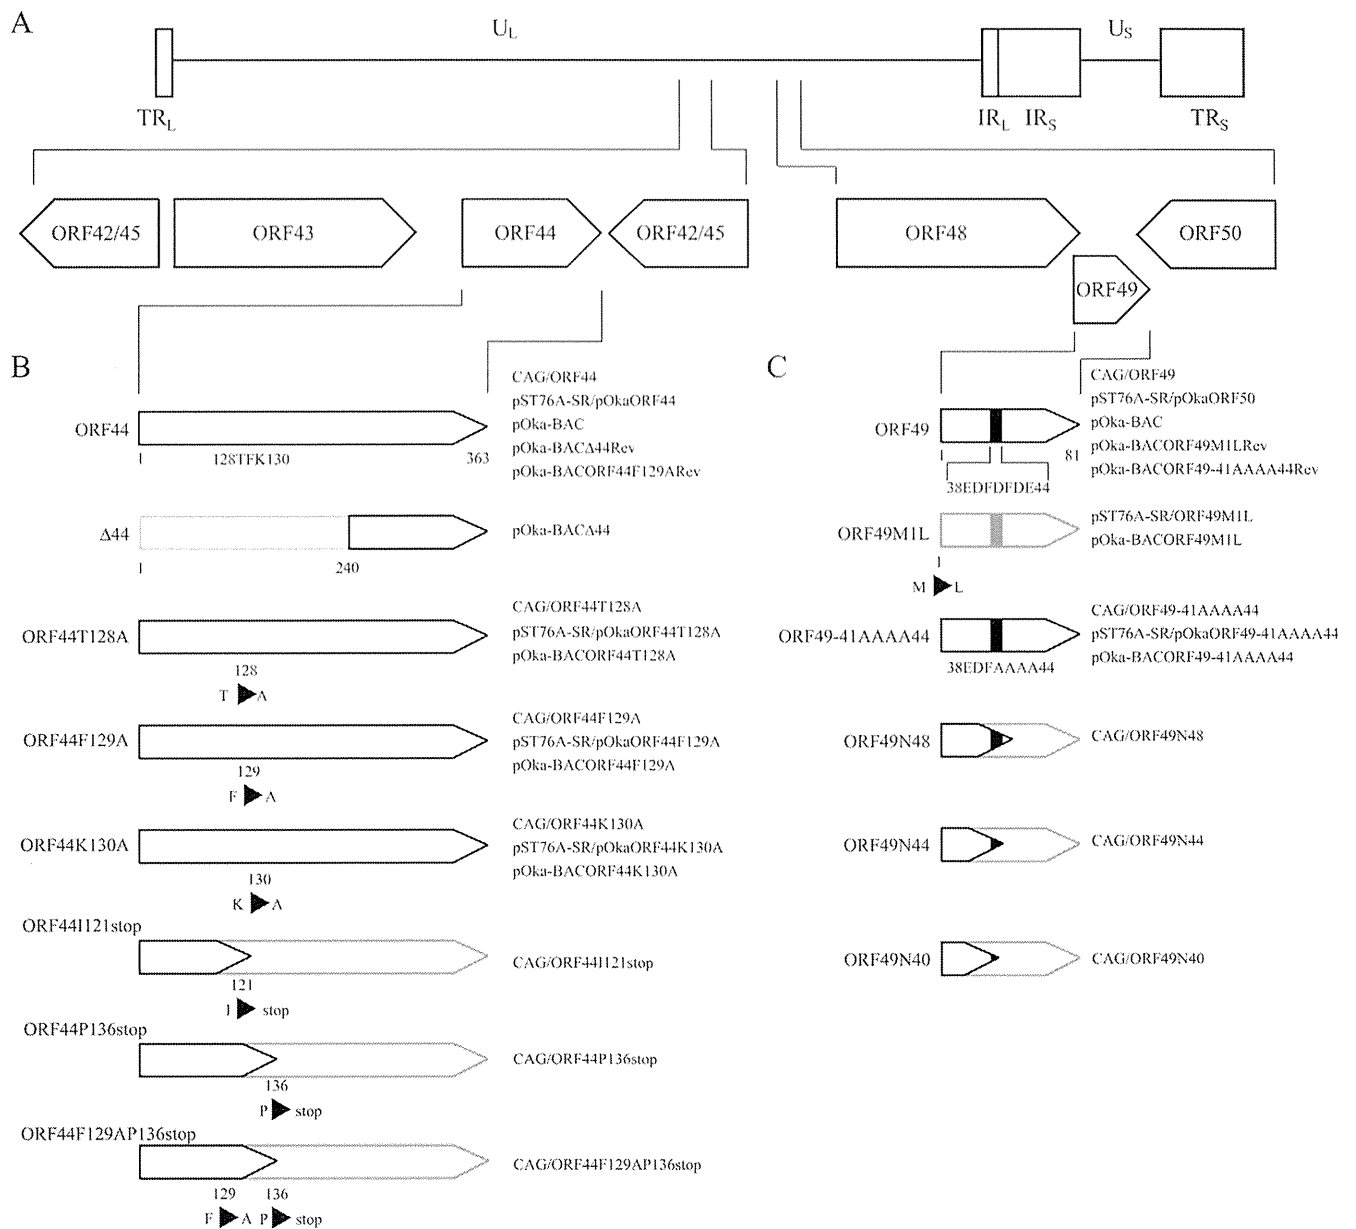 A
UL
US
TRL
IRL IRS
TRS
ORF42/45
ORF43
ORF44
ORF42/45
ORF48
ORF50
ORF49
B
ORF44
1
128TFK130
363
CAG/ORF44
pST76A-SR/pOkaORF44
pOka-BAC
pOka-BACΔ44Rev
pOka-BACORF44F129ARev
Δ44
1
240
pOka-BACΔ44
ORF44T128A
128
T A
CAG/ORF44T128A
pST76A-SR/pOkaORF44T128A
pOka-BACORF44T128A
ORF44F129A
129
F A
CAG/ORF44F129A
pST76A-SR/pOkaORF44F129A
pOka-BACORF44F129A
ORF44K130A
130
K A
CAG/ORF44K130A
pST76A-SR/pOkaORF44K130A
pOka-BACORF44K130A
ORF44I121stop
121
I stop
CAG/ORF44I121stop
ORF44P136stop
136
P stop
CAG/ORF44P136stop
ORF44F129AP136stop
129 136
F A P stop
CAG/ORF44F129AP136stop
C
ORF49
1
81
38EDFDFDE44
CAG/ORF49
pST76A-SR/pOkaORF50
pOka-BAC
pOka-BACORF49M1LRev
pOka-BACORF49-41AAAA44Rev
ORF49M1L
1
M L
pST76A-SR/ORF49M1L
pOka-BACORF49M1L
ORF49-41AAAA44
38EDFAAAA44
CAG/ORF49-41AAAA44
pST76A-SR/pOkaORF49-41AAAA44
pOka-BACORF49-41AAAA44
ORF49N48
CAG/ORF49N48
ORF49N44
CAG/ORF49N44
ORF49N40
CAG/ORF49N40